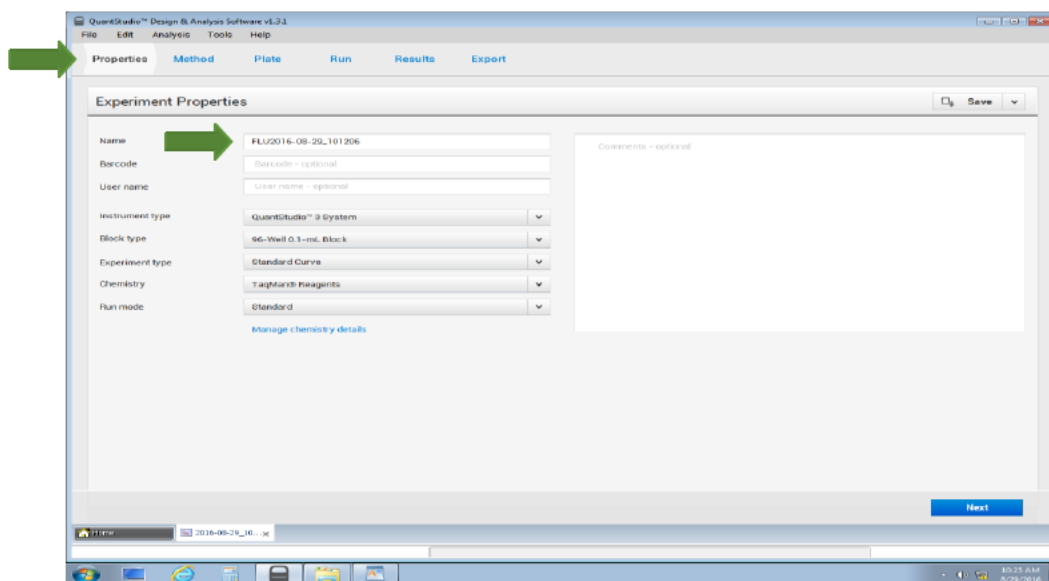 QuantStudio™ Design & Analysis Software v1.3.1
File Edit Analysis Tools Help
Properties Method Plate Run Results Export
Experiment Properties
Save
Name FLU2016-08-29_101206
Comments - optional
Barcode Barcode - optional
User name User name - optional
Instrument type QuantStudio™ 3 System
Block type 96-Well 0.1-mL Block
Experiment type Standard Curve
Chemistry TaqMan® Reagents
Run mode Standard
Manage chemistry details
Next
Home 2016-08-29_10...
10:25 AM
8/29/2016